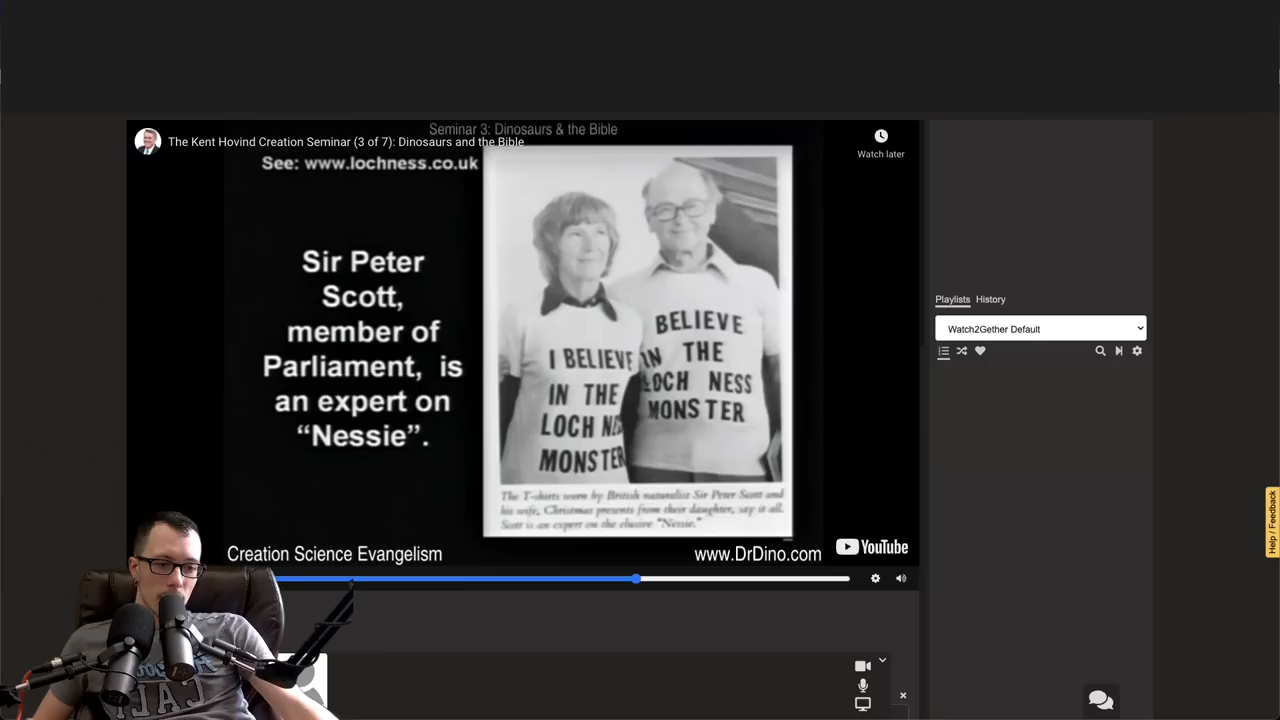 Seminar 3: Dinosaurs & the Bible
The Kent Hovind Creation Seminar (3 of 7): Dinosaurs and the Bible
Watch later
See: www.lochness.co.uk
Sir Peter
Scott,
member of
Parliament, is
an expert on
“Nessie”.
I BELIEVE
IN THE
LOCH NES
MONSTER
BELIEVE
IN THE
LOCH NESS
MONSTER
The T-shirts worn by British naturalist Sir Peter Scott and
his wife, Christmas presents from their daughter, say it all.
Scott is an expert on the elusive “Nessie.”
Creation Science Evangelism
www.DrDino.com
YouTube
Playlists History
Watch2Gether Default
Help / Feedback
CALI